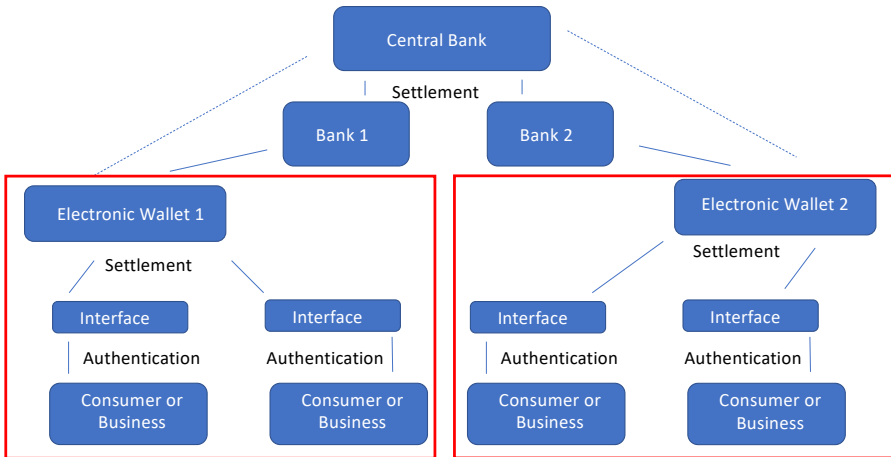 Central Bank
Settlement
Bank 1
Bank 2
Electronic Wallet 1
Electronic Wallet 2
Settlement
Settlement
Interface
Interface
Interface
Interface
Authentication
Authentication
Authentication
Authentication
Consumer or
Business
Consumer or
Business
Consumer or
Business
Consumer or
Business